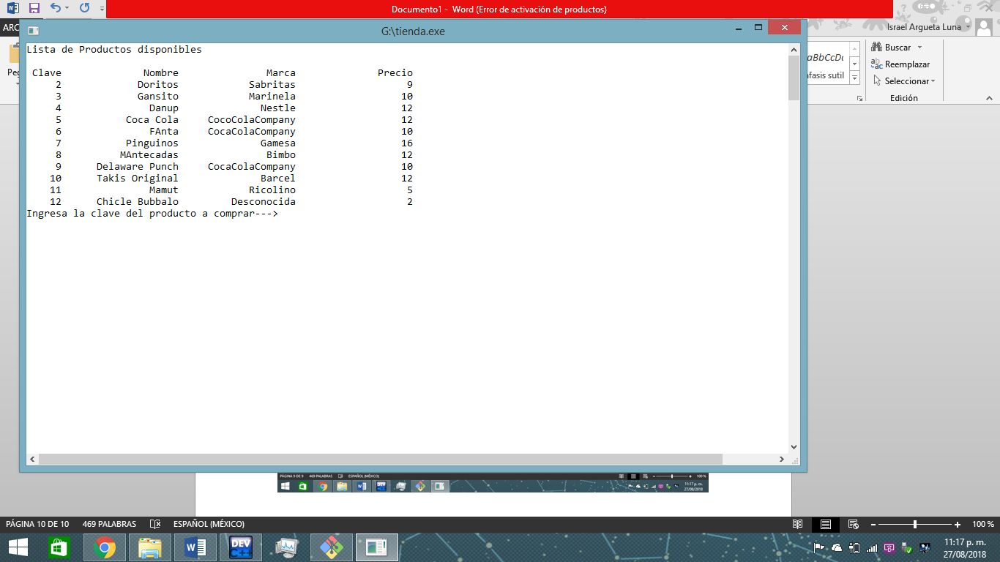 Documento1 - Word (Error de activación de productos)
Israel Argueta Luna
G:\tienda.exe
Lista de Productos disponibles
Clave Nombre Marca Precio
2 Doritos Sabritas 9
3 Gansito Marinela 10
4 Danup Nestle 12
5 Coca Cola CocoColaCompany 12
6 FAnta CocaColaCompany 10
7 Pinguinos Gamesa 16
8 MAntecadas Bimbo 12
9 Delaware Punch CocaColaCompany 10
10 Takis Original Barcel 12
11 Mamut Ricolino 5
12 Chicle Bubbalo Desconocida 2
Ingresa la clave del producto a comprar--->
ARC
Peg
aBbCcDc
nfasis sutil
Buscar
Reemplazar
Seleccionar
Edición
PÁGINA 9 DE 9 469 PALABRAS ESPAÑOL (MÉXICO) 100 %
11:17 p. m.
27/08/2018
PÁGINA 10 DE 10 469 PALABRAS ESPAÑOL (MÉXICO) 100 %
DEV C++
11:17 p. m.
27/08/2018